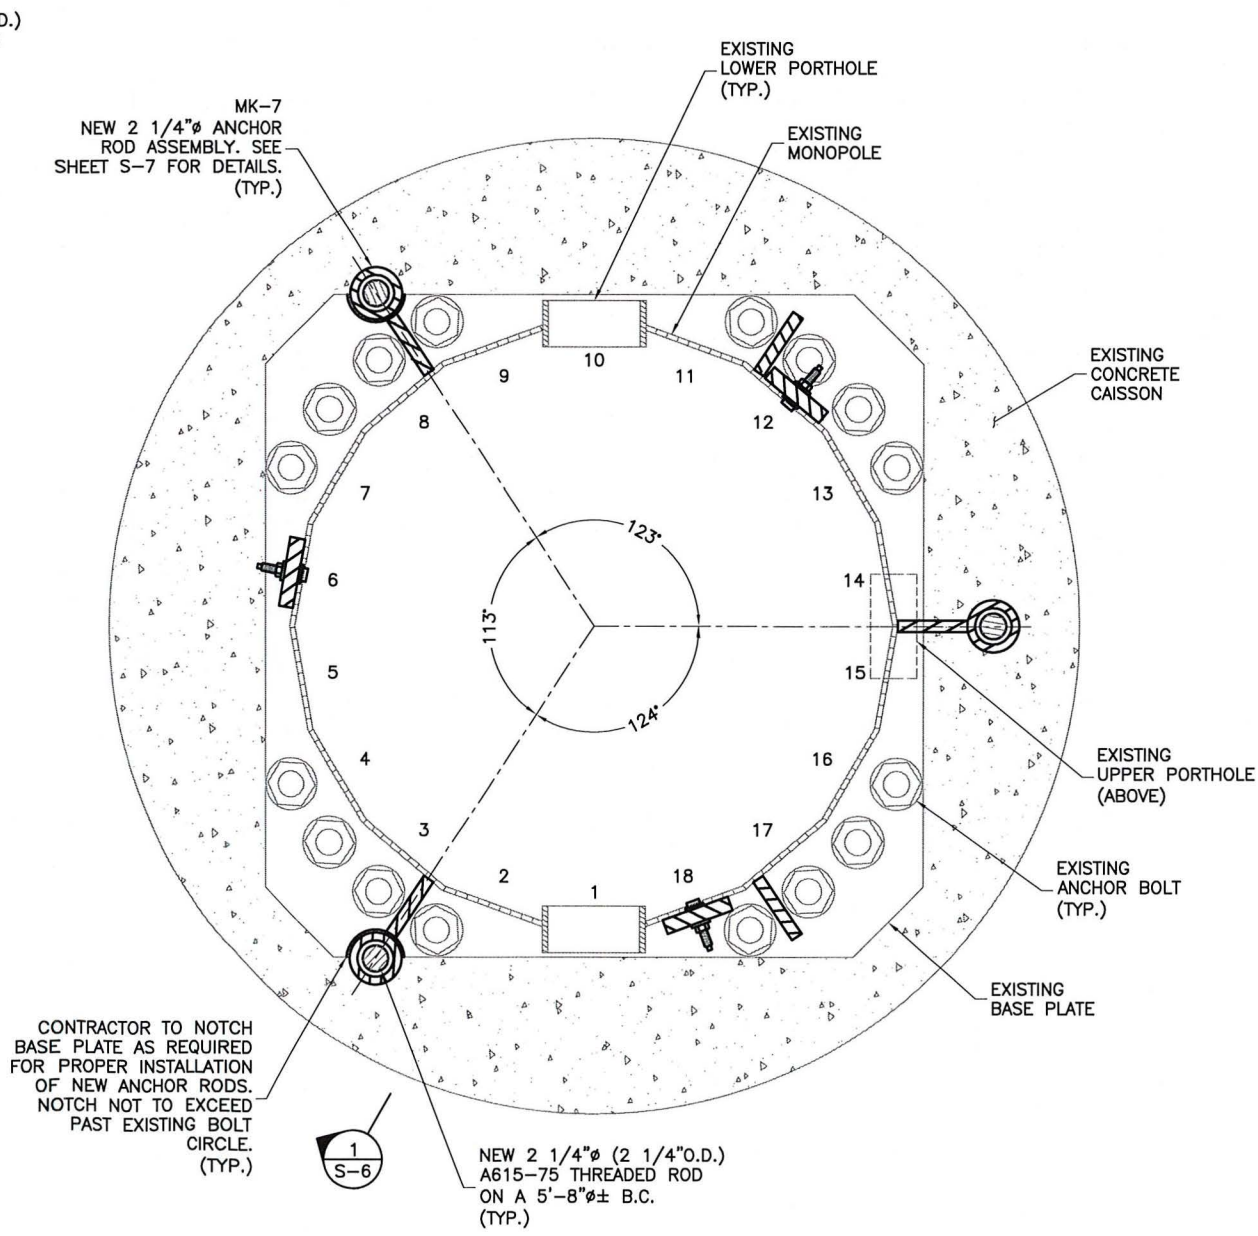 D.)
EXISTING
LOWER PORTHOLE
(TYP.)
MK-7
NEW 2 1/4"ø ANCHOR
ROD ASSEMBLY. SEE
SHEET S-7 FOR DETAILS.
(TYP.)
EXISTING
MONOPOLE
EXISTING
CONCRETE
CAISSON
10
9
11
8
12
7
13
6
14
5
15
4
16
3
17
2
18
1
123°
113°
124°
EXISTING
UPPER PORTHOLE
(ABOVE)
EXISTING
ANCHOR BOLT
(TYP.)
EXISTING
BASE PLATE
CONTRACTOR TO NOTCH
BASE PLATE AS REQUIRED
FOR PROPER INSTALLATION
OF NEW ANCHOR RODS.
NOTCH NOT TO EXCEED
PAST EXISTING BOLT
CIRCLE.
(TYP.)
1
S-6
NEW 2 1/4"ø (2 1/4"O.D.)
A615-75 THREADED ROD
ON A 5'-8"ø± B.C.
(TYP.)